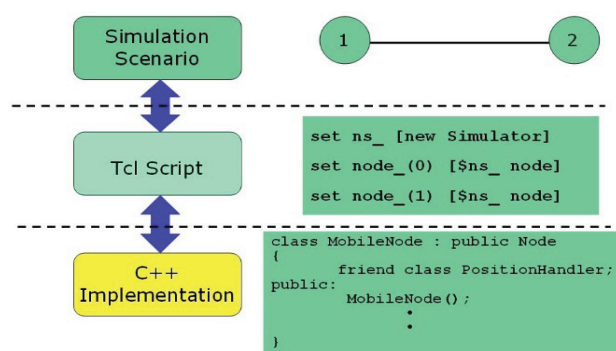 Simulation
Scenario
1
2
Tcl Script
set ns_ [new Simulator]
set node_(0) [$ns_ node]
set node_(1) [$ns_ node]
C++
Implementation
class MobileNode : public Node
{
friend class PositionHandler;
public:
MobileNode();
•
•
}